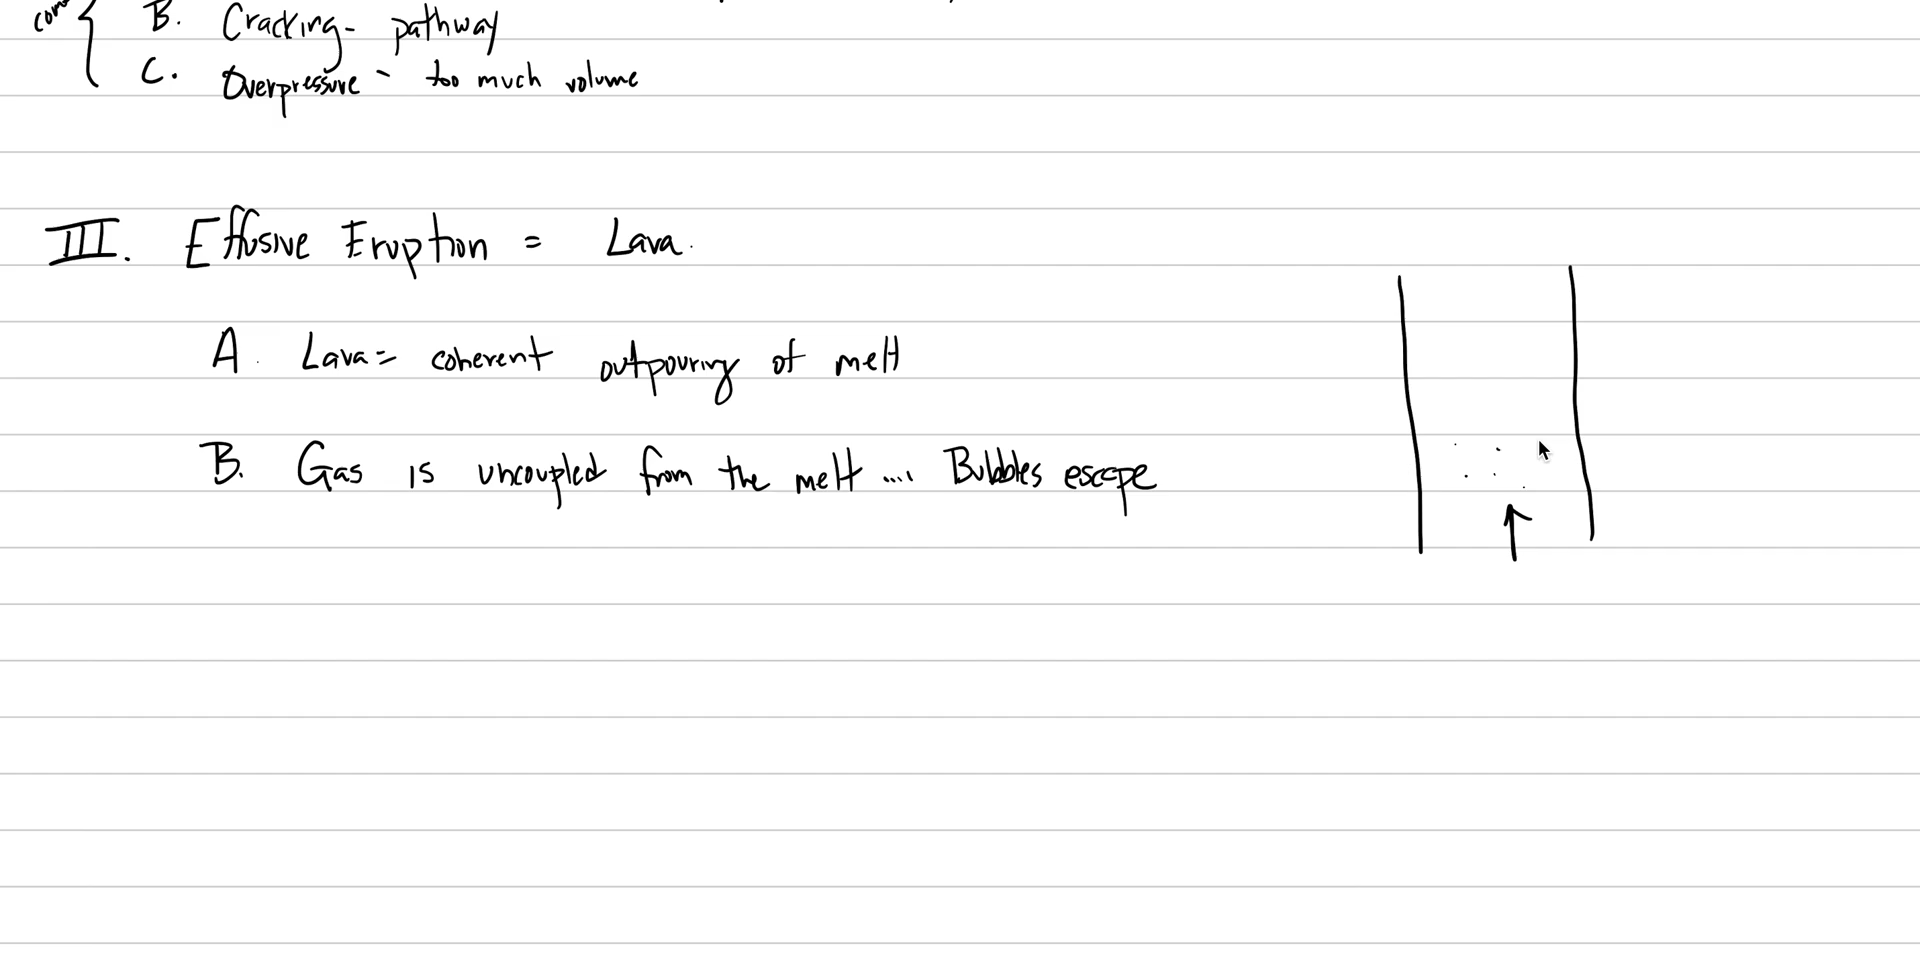 B. Cracking - pathway
C. Overpressure - too much volume
III. Effusive Eruption = Lava.
A. Lava = coherent outpouring of melt
B. Gas is uncoupled from the melt .... Bubbles escape